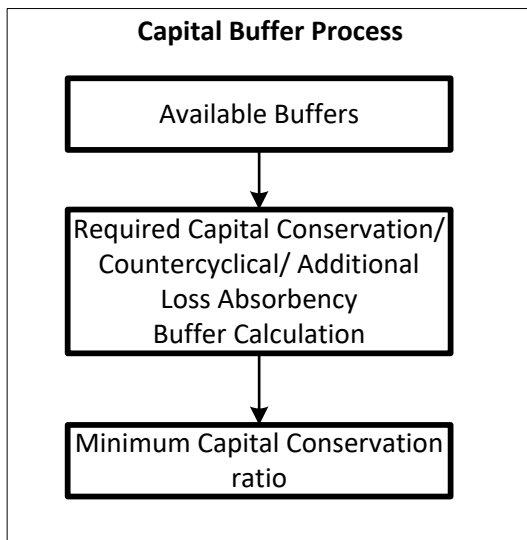 Capital Buffer Process
Available Buffers
Required Capital Conservation/
Countercyclical/ Additional
Loss Absorbency
Buffer Calculation
Minimum Capital Conservation
ratio